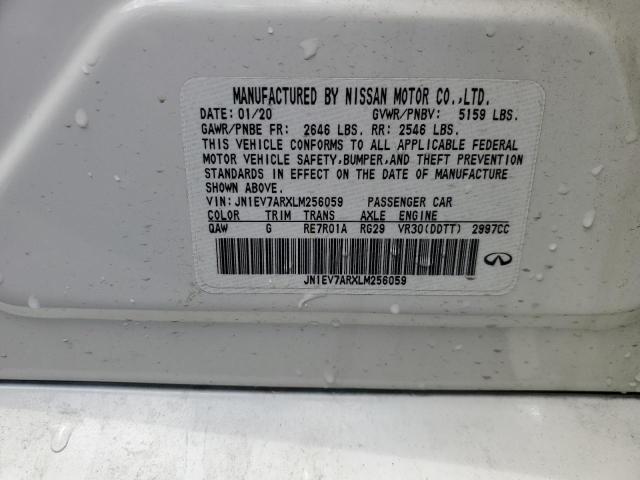 MANUFACTURED BY NISSAN MOTOR CO.,LTD.
DATE: 01/20 GVWR/PNBV: 5159 LBS.
GAWR/PNBE FR: 2646 LBS. RR: 2546 LBS.
THIS VEHICLE CONFORMS TO ALL APPLICABLE FEDERAL
MOTOR VEHICLE SAFETY,BUMPER,AND THEFT PREVENTION
STANDARDS IN EFFECT ON THE DATE OF MANUFACTURE
SHOWN ABOVE.
VIN: JN1EV7ARXLM256059 PASSENGER CAR
COLOR TRIM TRANS AXLE ENGINE
QAW G RE7R01A RG29 VR30(DDTT) 2997CC
JN1EV7ARXLM256059